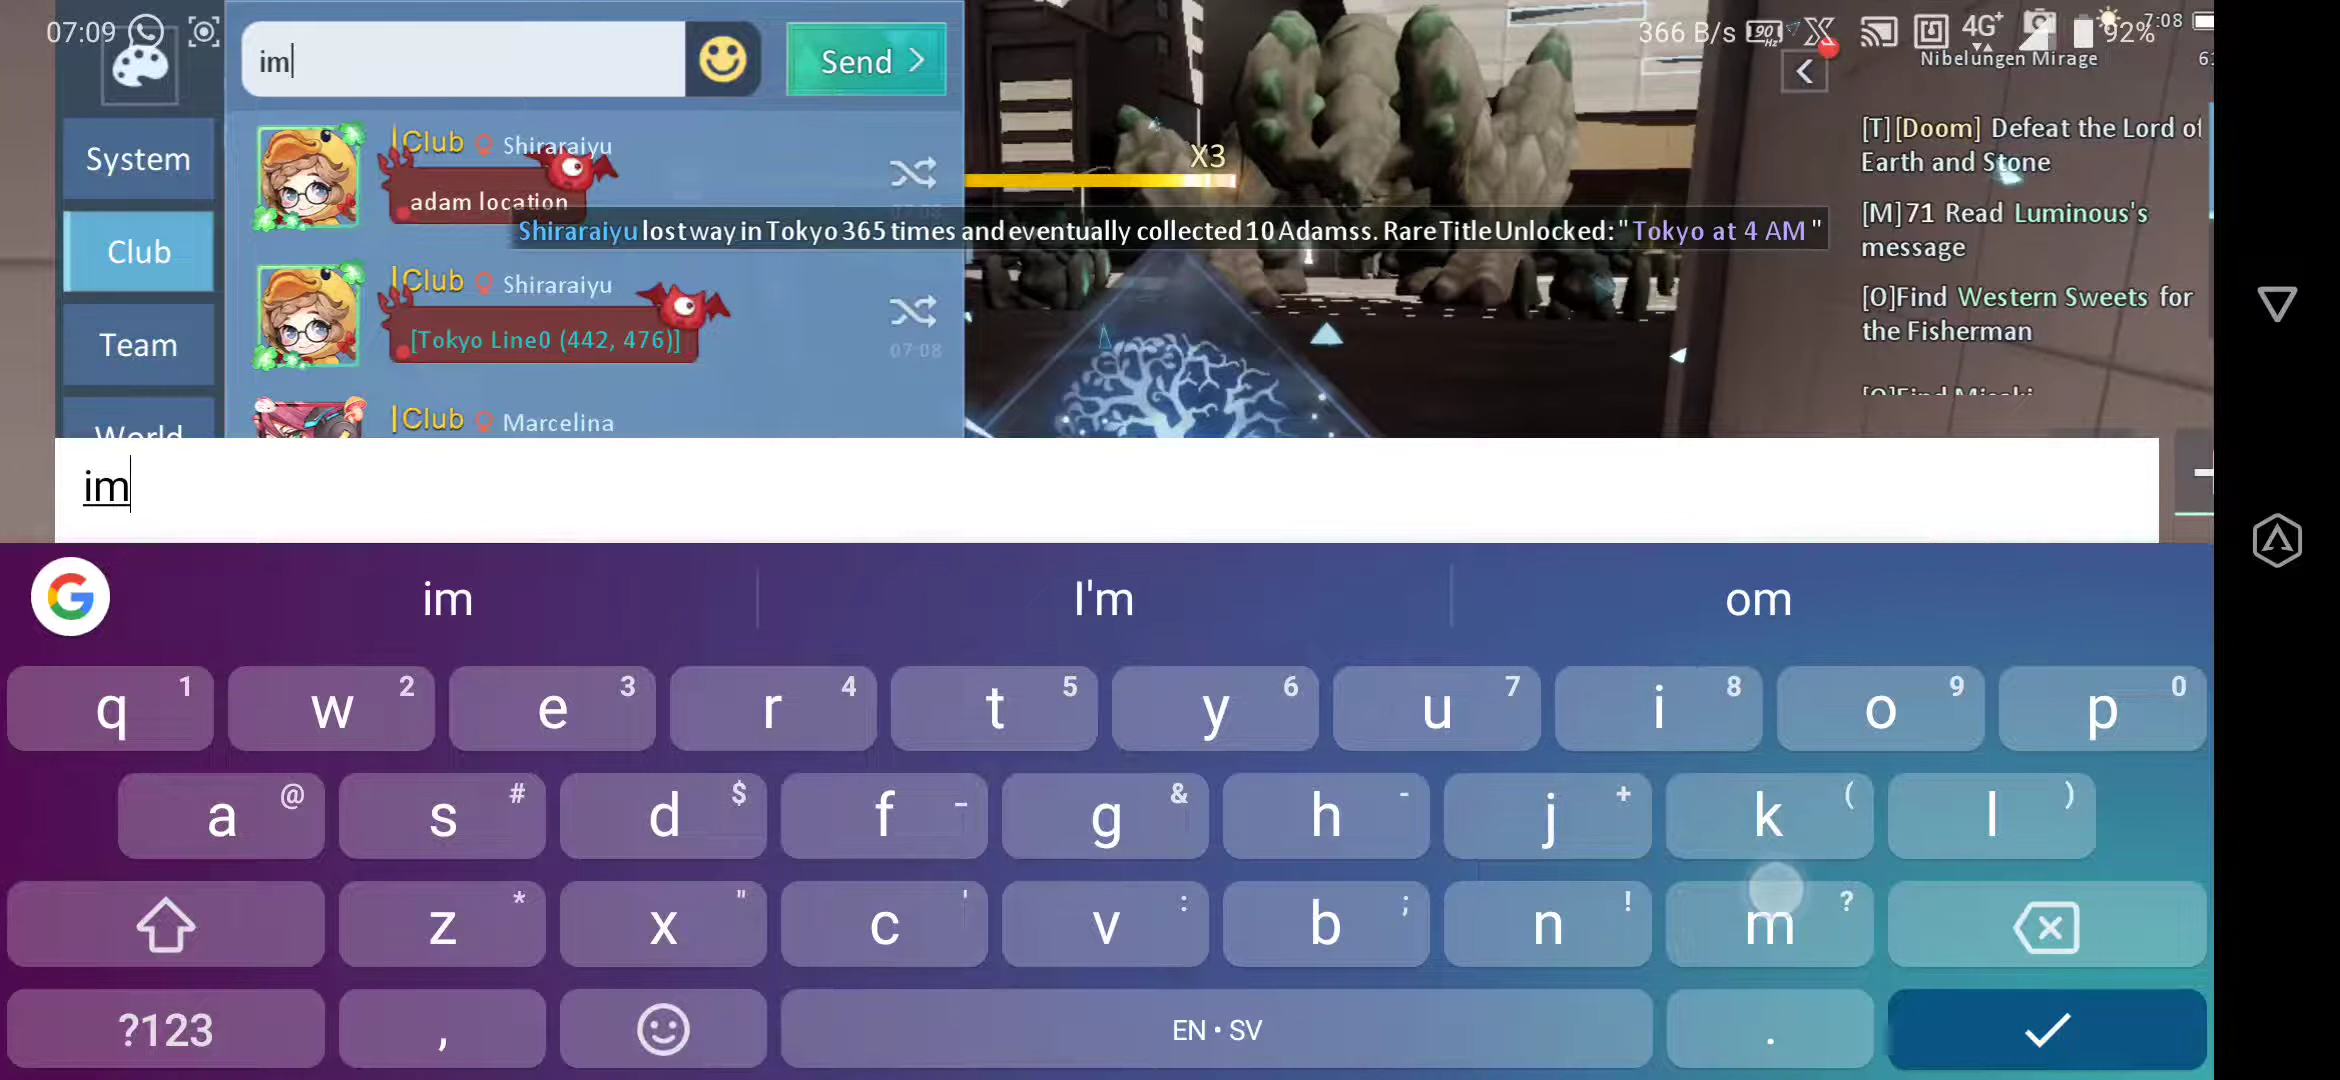 07:09
366 B/s
90 Hz
4G+
92%
7:08
im
Send >
Nibelungen Mirage
System
Club
Team
World
|Club Shiraraiyu
adam location
X3
Shiraraiyu lost way in Tokyo 365 times and eventually collected 10 Adamss. Rare Title Unlocked: "Tokyo at 4 AM"
|Club Shiraraiyu
[Tokyo Line0 (442, 476)]
07:08
|Club Marcelina
[T][Doom] Defeat the Lord of
Earth and Stone
[M]71 Read Luminous's
message
[O]Find Western Sweets for
the Fisherman
[O]Find Misaki
im
G
im I'm om
q 1 w 2 e 3 r 4 t 5 y 6 u 7 i 8 o 9 p 0
a @ s # d $ f _ g & h - j + k ( l )
z * x " c ' v : b ; n ! m ?
?123 , EN • SV .